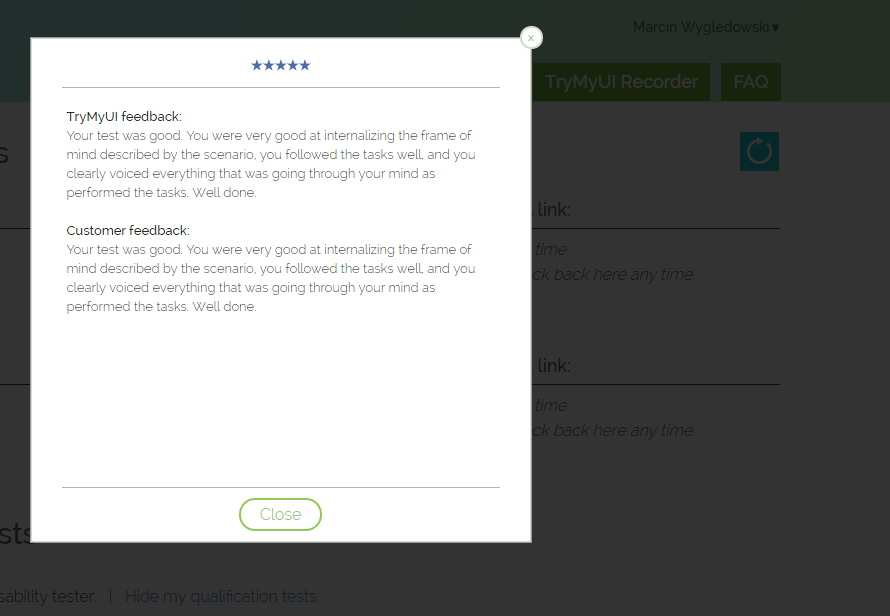 Marcin Wygledowski ▾
x
★★★★★
TryMyUI Recorder
FAQ
TryMyUI feedback:
Your test was good. You were very good at internalizing the frame of
mind described by the scenario, you followed the tasks well, and you
clearly voiced everything that was going through your mind as
performed the tasks. Well done.
link:
time
Customer feedback:
Your test was good. You were very good at internalizing the frame of
mind described by the scenario, you followed the tasks well, and you
clearly voiced everything that was going through your mind as
performed the tasks. Well done.
back here any time.
link:
time
back here any time.
Close
tester | Hide my qualification tests